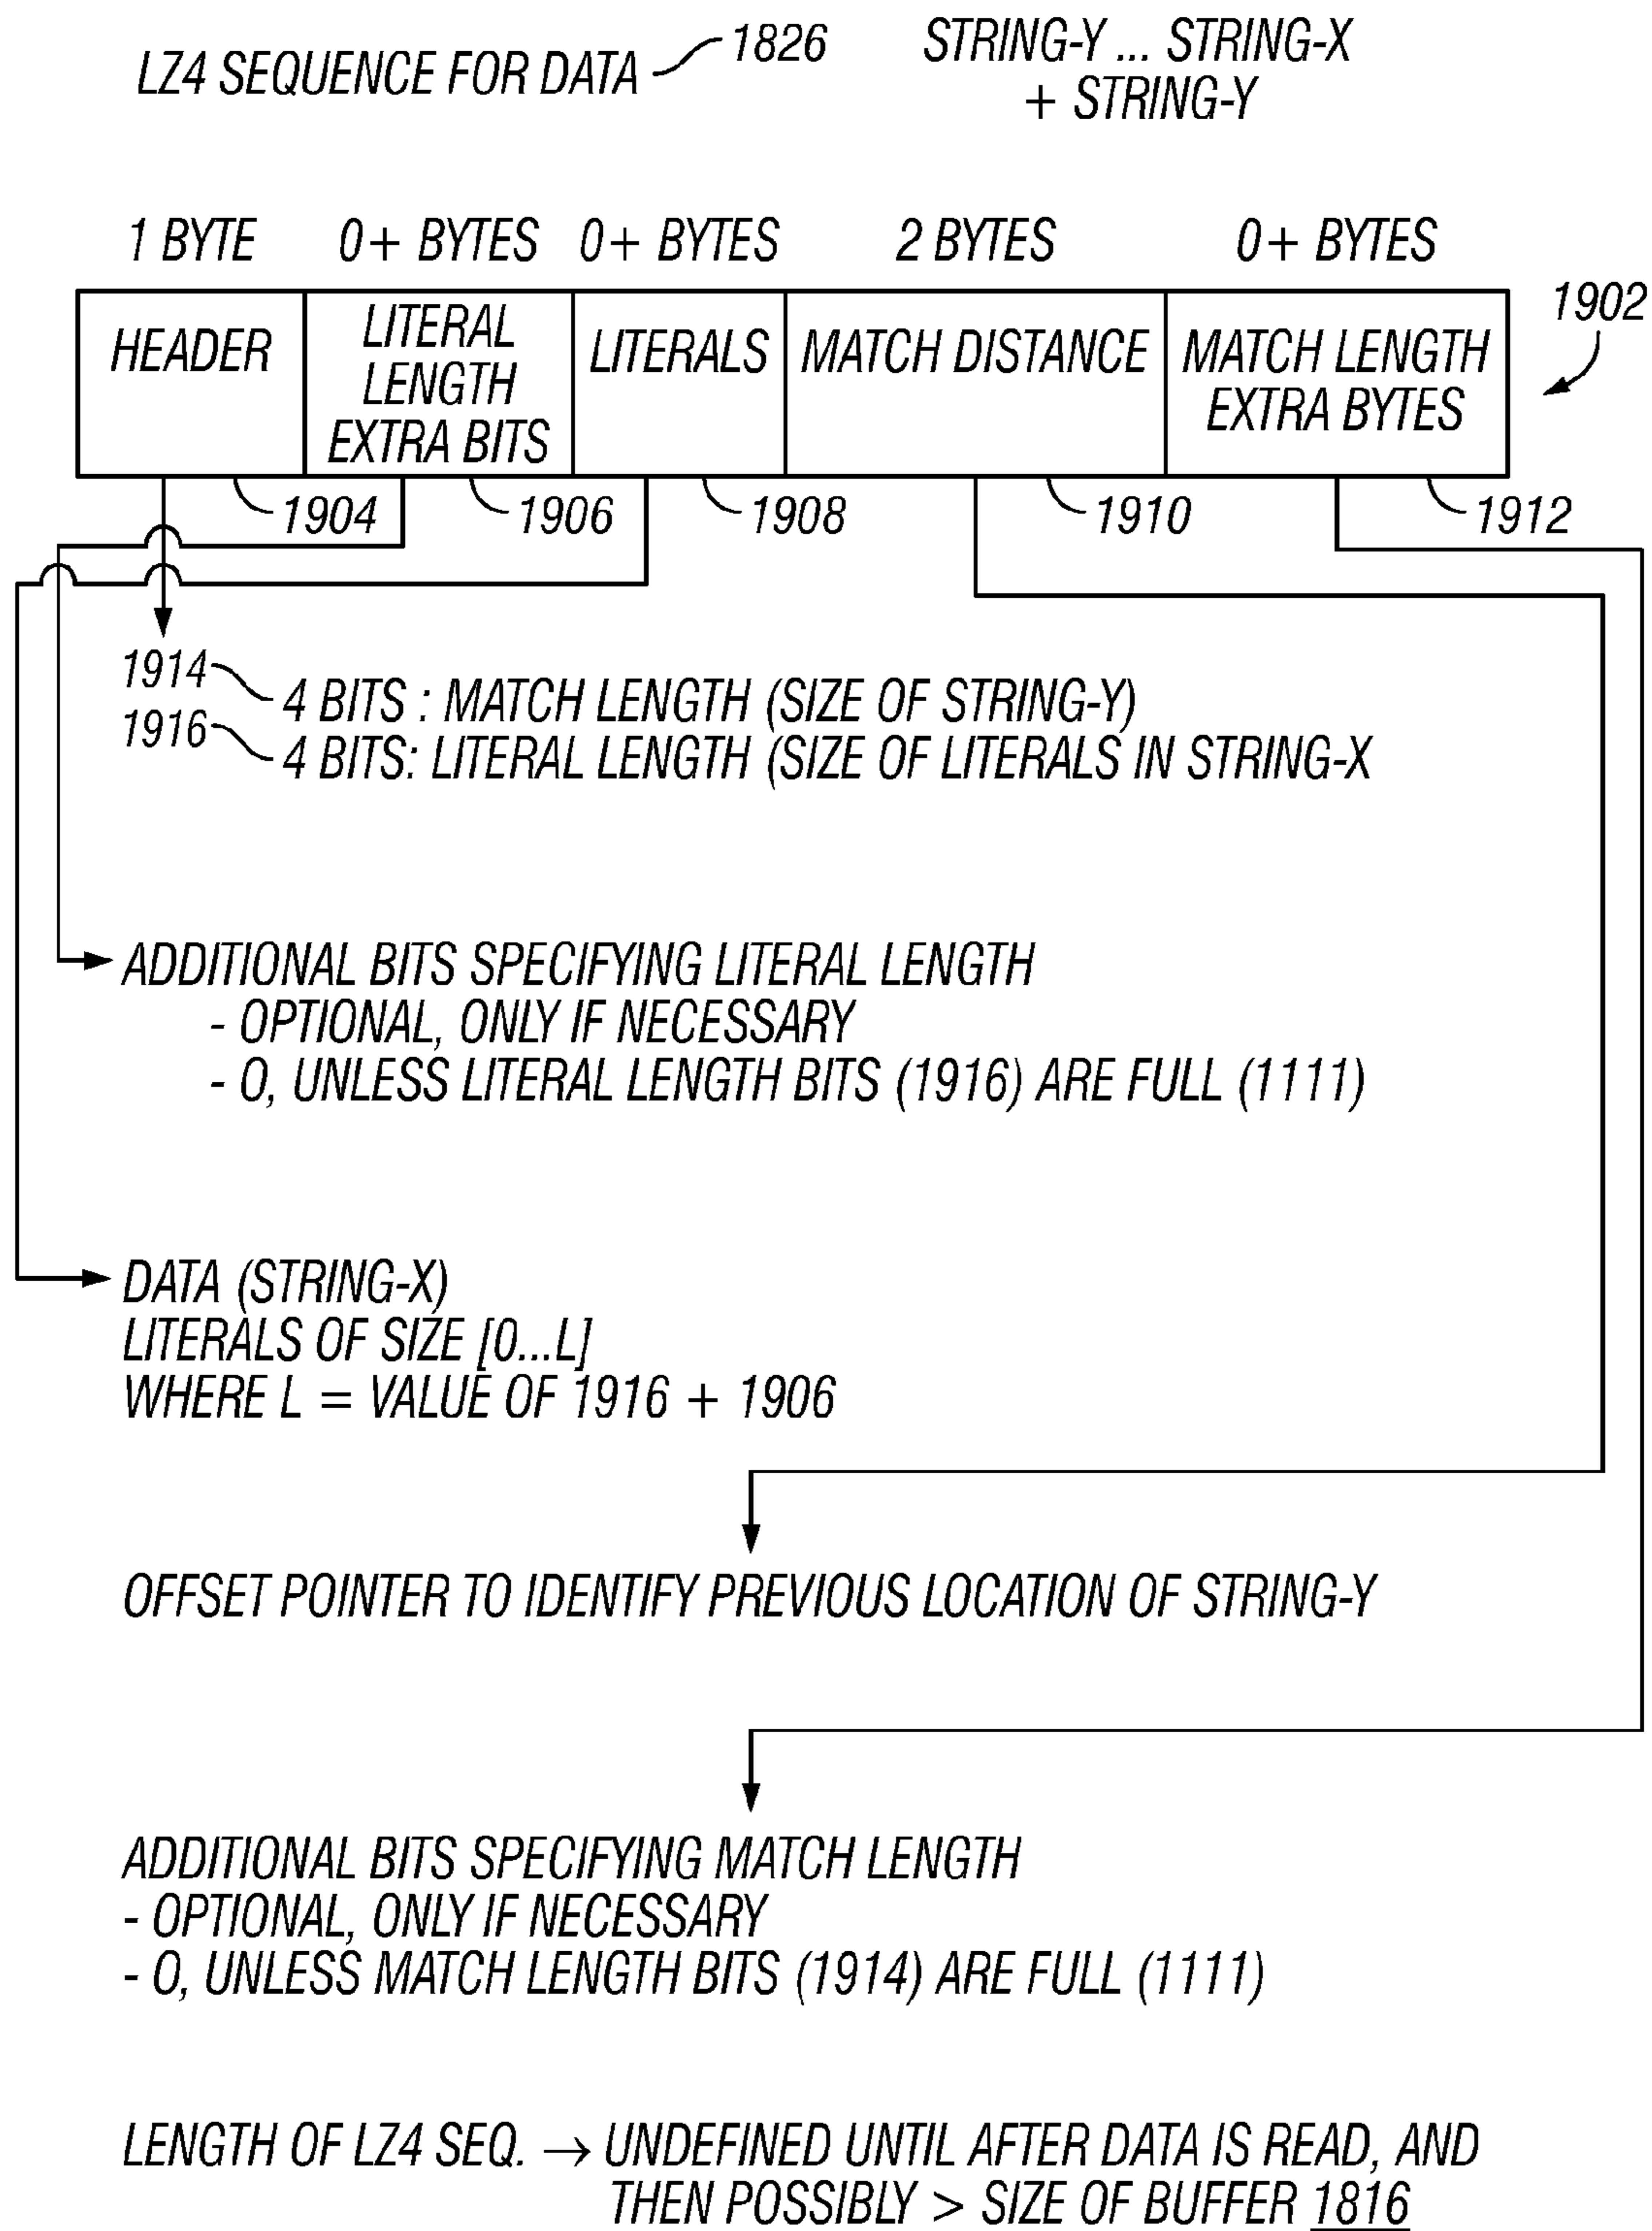 LZ4 SEQUENCE FOR DATA 1826
STRING-Y ... STRING-X
+ STRING-Y
1 BYTE 0+ BYTES 0+ BYTES 2 BYTES 0+ BYTES
HEADER
LITERAL
LENGTH
EXTRA BITS
LITERALS
MATCH DISTANCE
MATCH LENGTH
EXTRA BYTES
1902
1904 1906 1908 1910 1912
1914 4 BITS : MATCH LENGTH (SIZE OF STRING-Y)
1916 4 BITS: LITERAL LENGTH (SIZE OF LITERALS IN STRING-X
ADDITIONAL BITS SPECIFYING LITERAL LENGTH
- OPTIONAL, ONLY IF NECESSARY
- 0, UNLESS LITERAL LENGTH BITS (1916) ARE FULL (1111)
DATA (STRING-X)
LITERALS OF SIZE [0...L]
WHERE L = VALUE OF 1916 + 1906
OFFSET POINTER TO IDENTIFY PREVIOUS LOCATION OF STRING-Y
ADDITIONAL BITS SPECIFYING MATCH LENGTH
- OPTIONAL, ONLY IF NECESSARY
- 0, UNLESS MATCH LENGTH BITS (1914) ARE FULL (1111)
LENGTH OF LZ4 SEQ. → UNDEFINED UNTIL AFTER DATA IS READ, AND
THEN POSSIBLY > SIZE OF BUFFER 1816